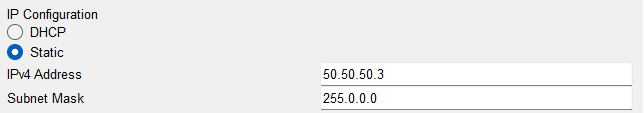 IP Configuration
DHCP
Static
IPv4 Address 50.50.50.3
Subnet Mask 255.0.0.0